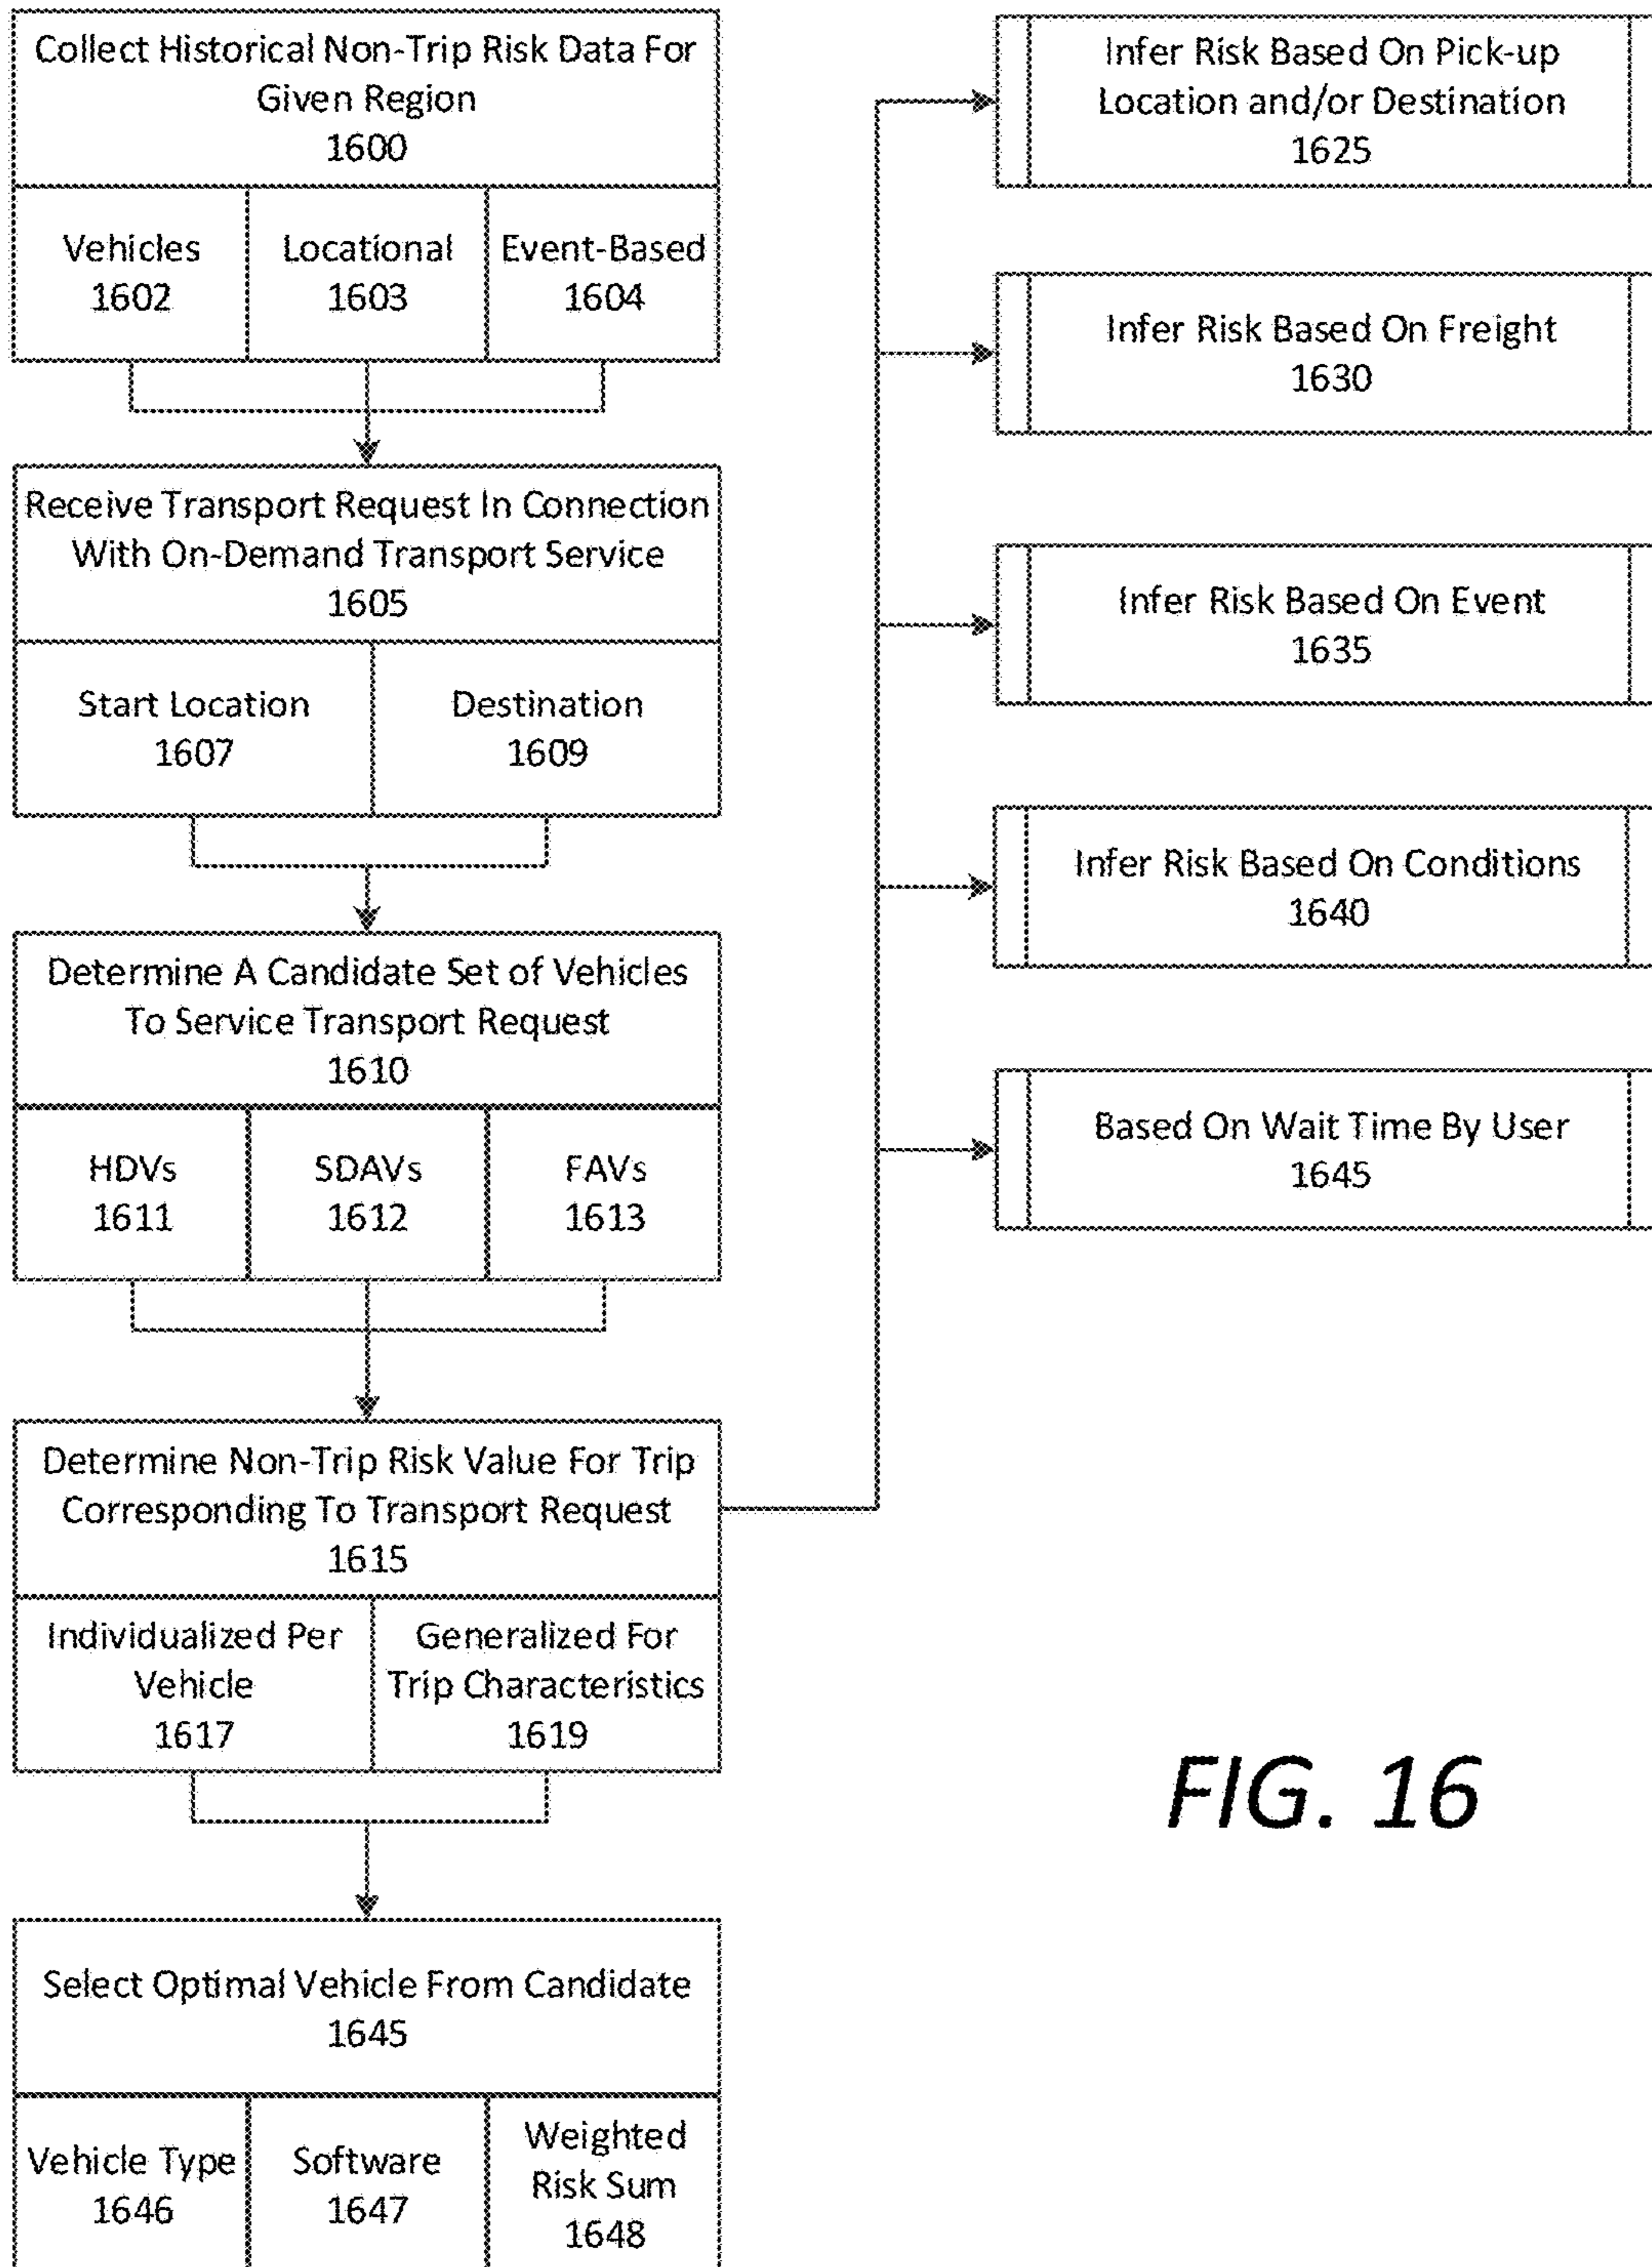 Collect Historical Non-Trip Risk Data For
Given Region
1600
Vehicles
1602
Locational
1603
Event-Based
1604
Receive Transport Request In Connection
With On-Demand Transport Service
1605
Start Location
1607
Destination
1609
Determine A Candidate Set of Vehicles
To Service Transport Request
1610
HDVs
1611
SDAVs
1612
FAVs
1613
Determine Non-Trip Risk Value For Trip
Corresponding To Transport Request
1615
Individualized Per
Vehicle
1617
Generalized For
Trip Characteristics
1619
Select Optimal Vehicle From Candidate
1645
Vehicle Type
1646
Software
1647
Weighted
Risk Sum
1648
Infer Risk Based On Pick-up
Location and/or Destination
1625
Infer Risk Based On Freight
1630
Infer Risk Based On Event
1635
Infer Risk Based On Conditions
1640
Based On Wait Time By User
1645
FIG. 16